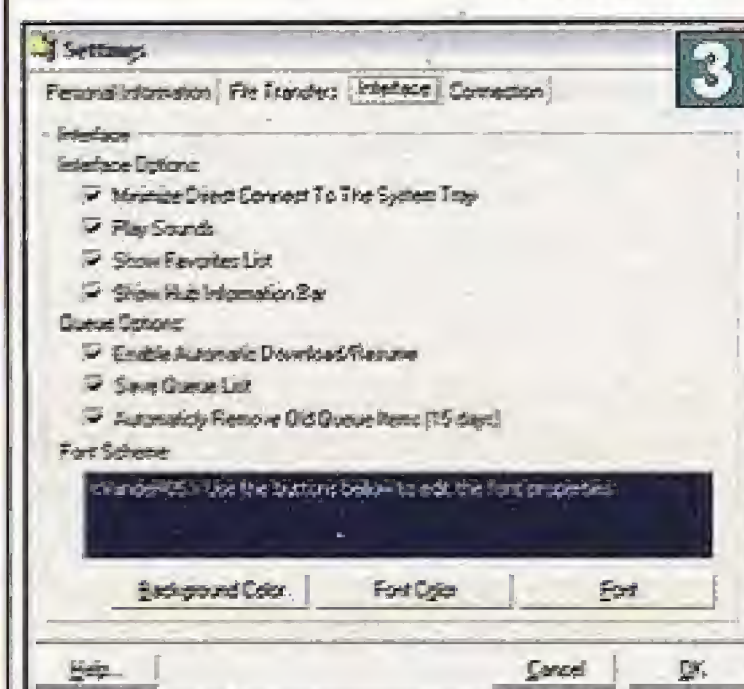 Settings
3
Personal Information File Transfers Interface Connection
Interface
Interface Options:
Minimize Direct Connect To The System Tray
Play Sounds
Show Favorites List
Show Hub Information Bar
Queue Options:
Enable Automatic Download/Resume
Save Queue List
Automaticly Remove Old Queue Items (15 days)
Font Scheme
Use the buttons below to edit the font properties.
Background Color... Font Color Font
Help... Cancel OK